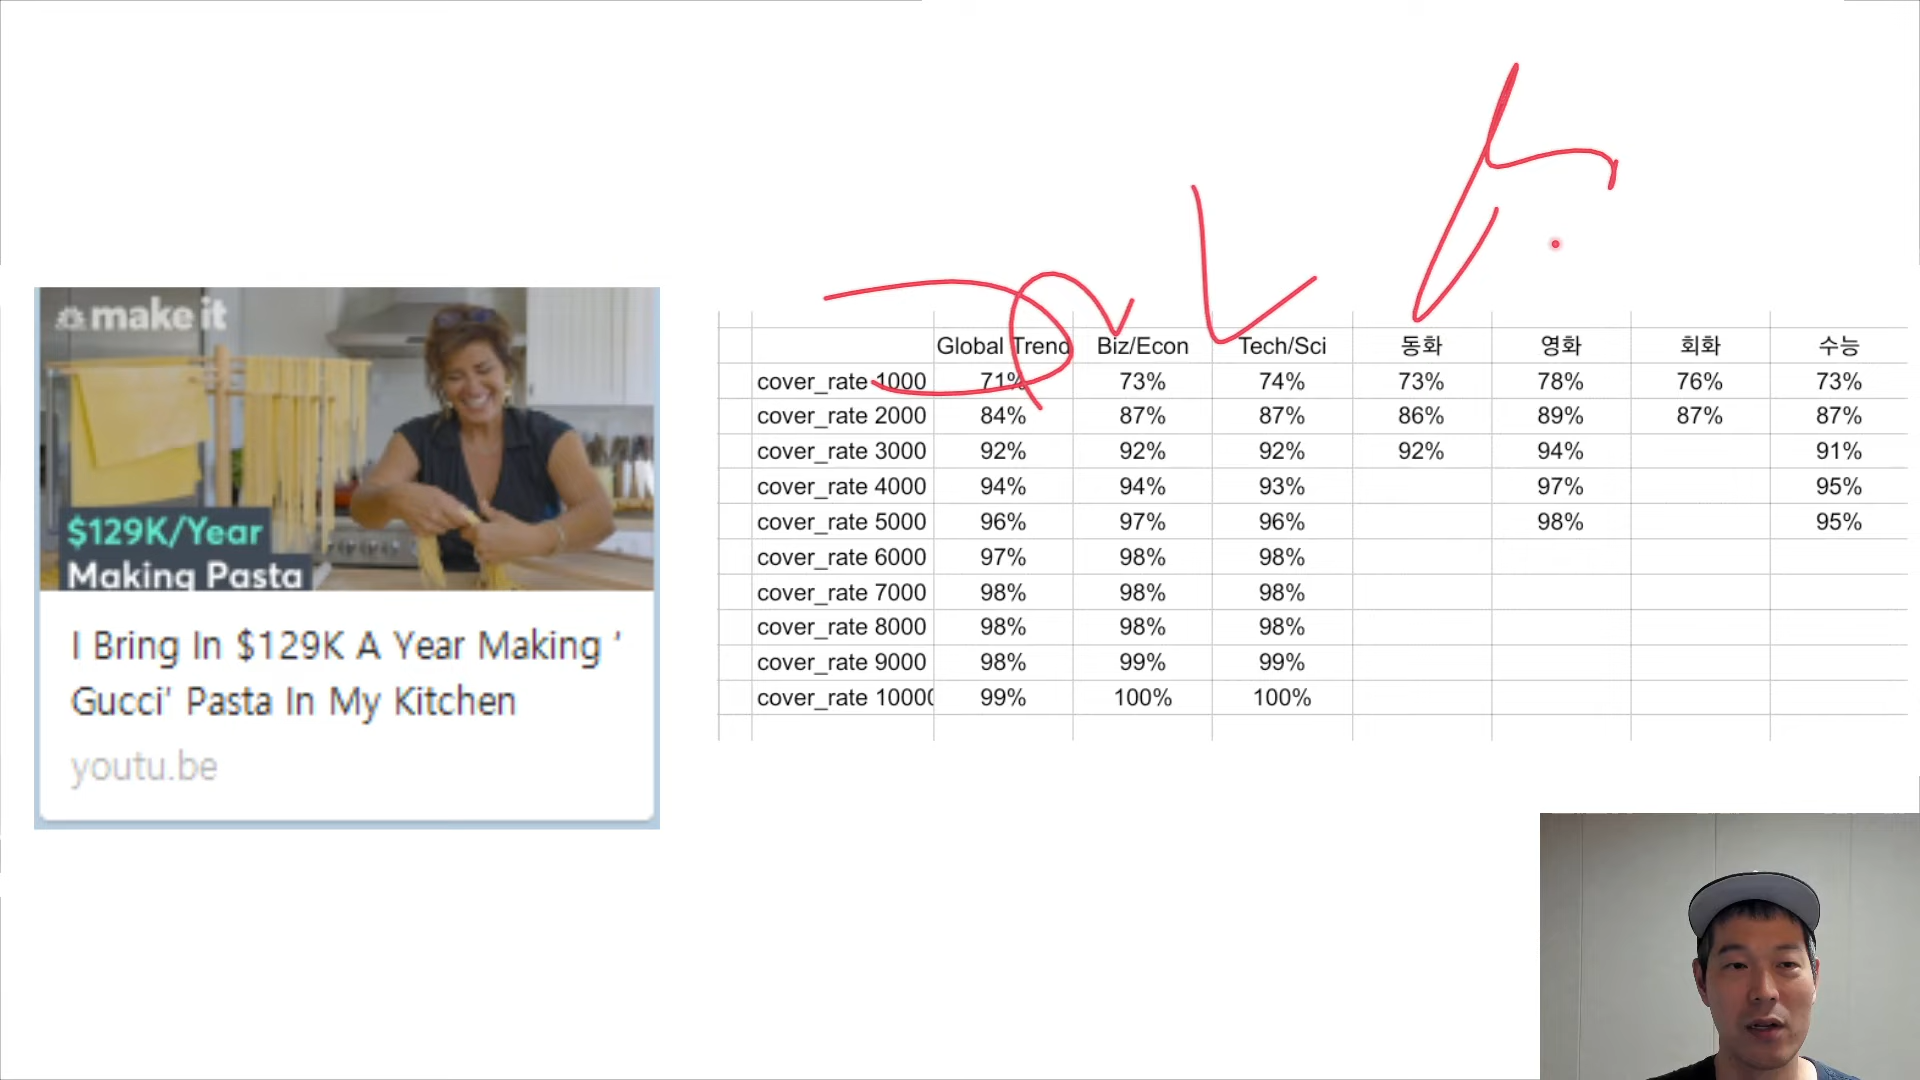 make it
$129K/Year
Making Pasta
I Bring In $129K A Year Making ‘
Gucci’ Pasta In My Kitchen
youtu.be
Global Trend Biz/Econ Tech/Sci 동화 영화 회화 수능
cover_rate 1000 71% 73% 74% 73% 78% 76% 73%
cover_rate 2000 84% 87% 87% 86% 89% 87% 87%
cover_rate 3000 92% 92% 92% 92% 94% 91%
cover_rate 4000 94% 94% 93% 97% 95%
cover_rate 5000 96% 97% 96% 98% 95%
cover_rate 6000 97% 98% 98%
cover_rate 7000 98% 98% 98%
cover_rate 8000 98% 98% 98%
cover_rate 9000 98% 99% 99%
cover_rate 10000 99% 100% 100%